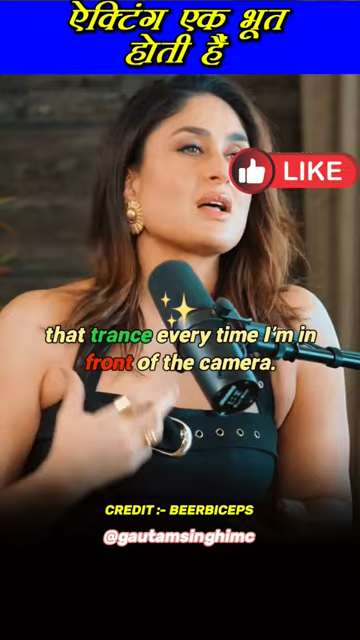 ऐक्टिंग एक भूत
होती हैं
LIKE
that trance every time I'm in
front of the camera.
CREDIT :- BEERBICEPS
@gautamsinghimc